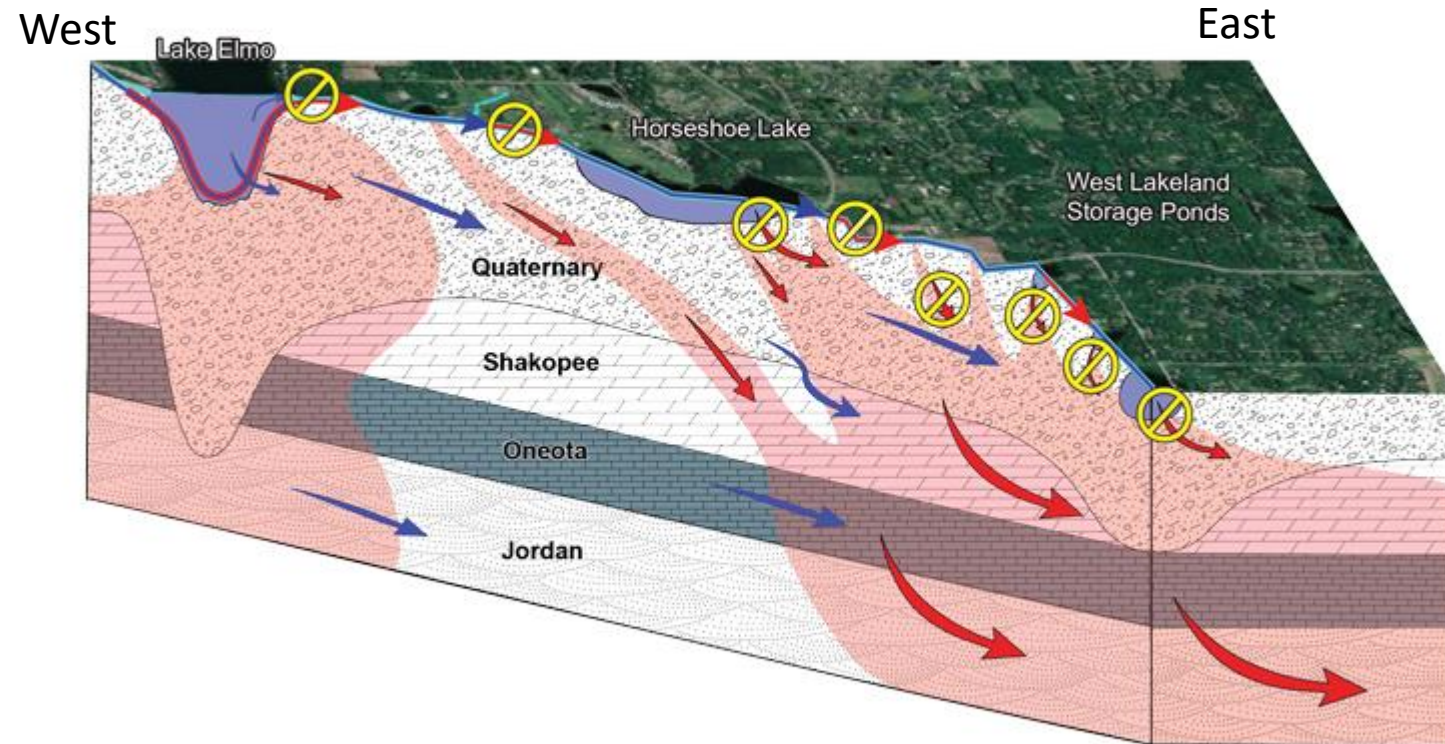 West
East
Lake Elmo
Horseshoe Lake
West Lakeland
Storage Ponds
Quaternary
Shakopee
Oneota
Jordan